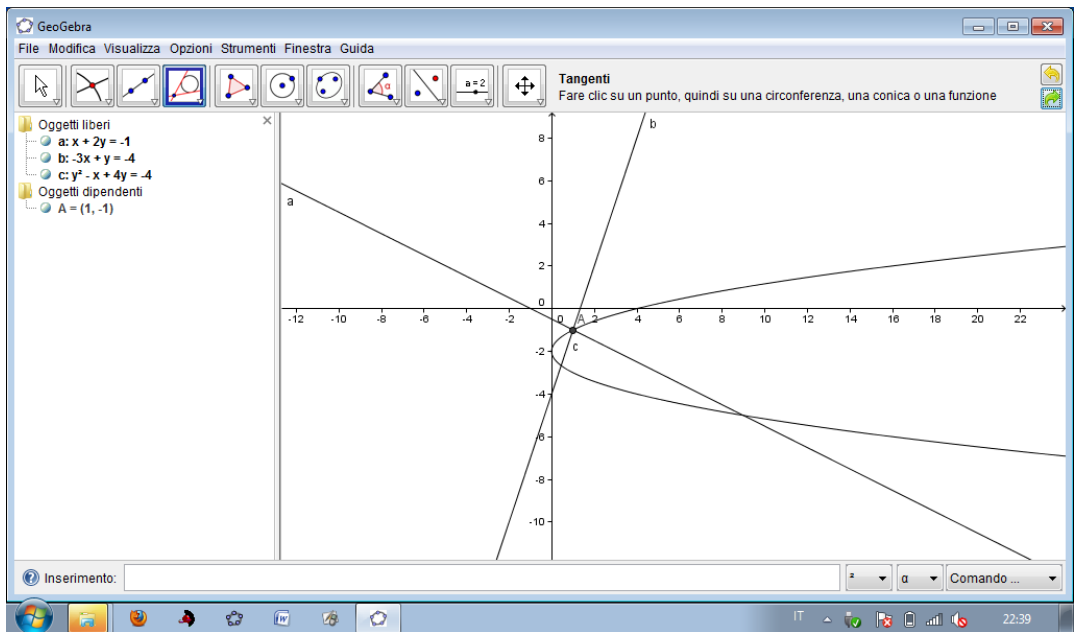 GeoGebra
File Modifica Visualizza Opzioni Strumenti Finestra Guida
a = 2
Tangenti
Fare clic su un punto, quindi su una circonferenza, una conica o una funzione
Oggetti liberi
a: x + 2y = -1
b: -3x + y = -4
c: y² - x + 4y = -4
Oggetti dipendenti
A = (1, -1)
b
8
6
a
4
2
0
-12 -10 -8 -6 -4 -2 0 A 2 4 6 8 10 12 14 16 18 20 22
c
-2
-4
-6
-8
-10
Inserimento:
² α Comando ...
IT 22:39